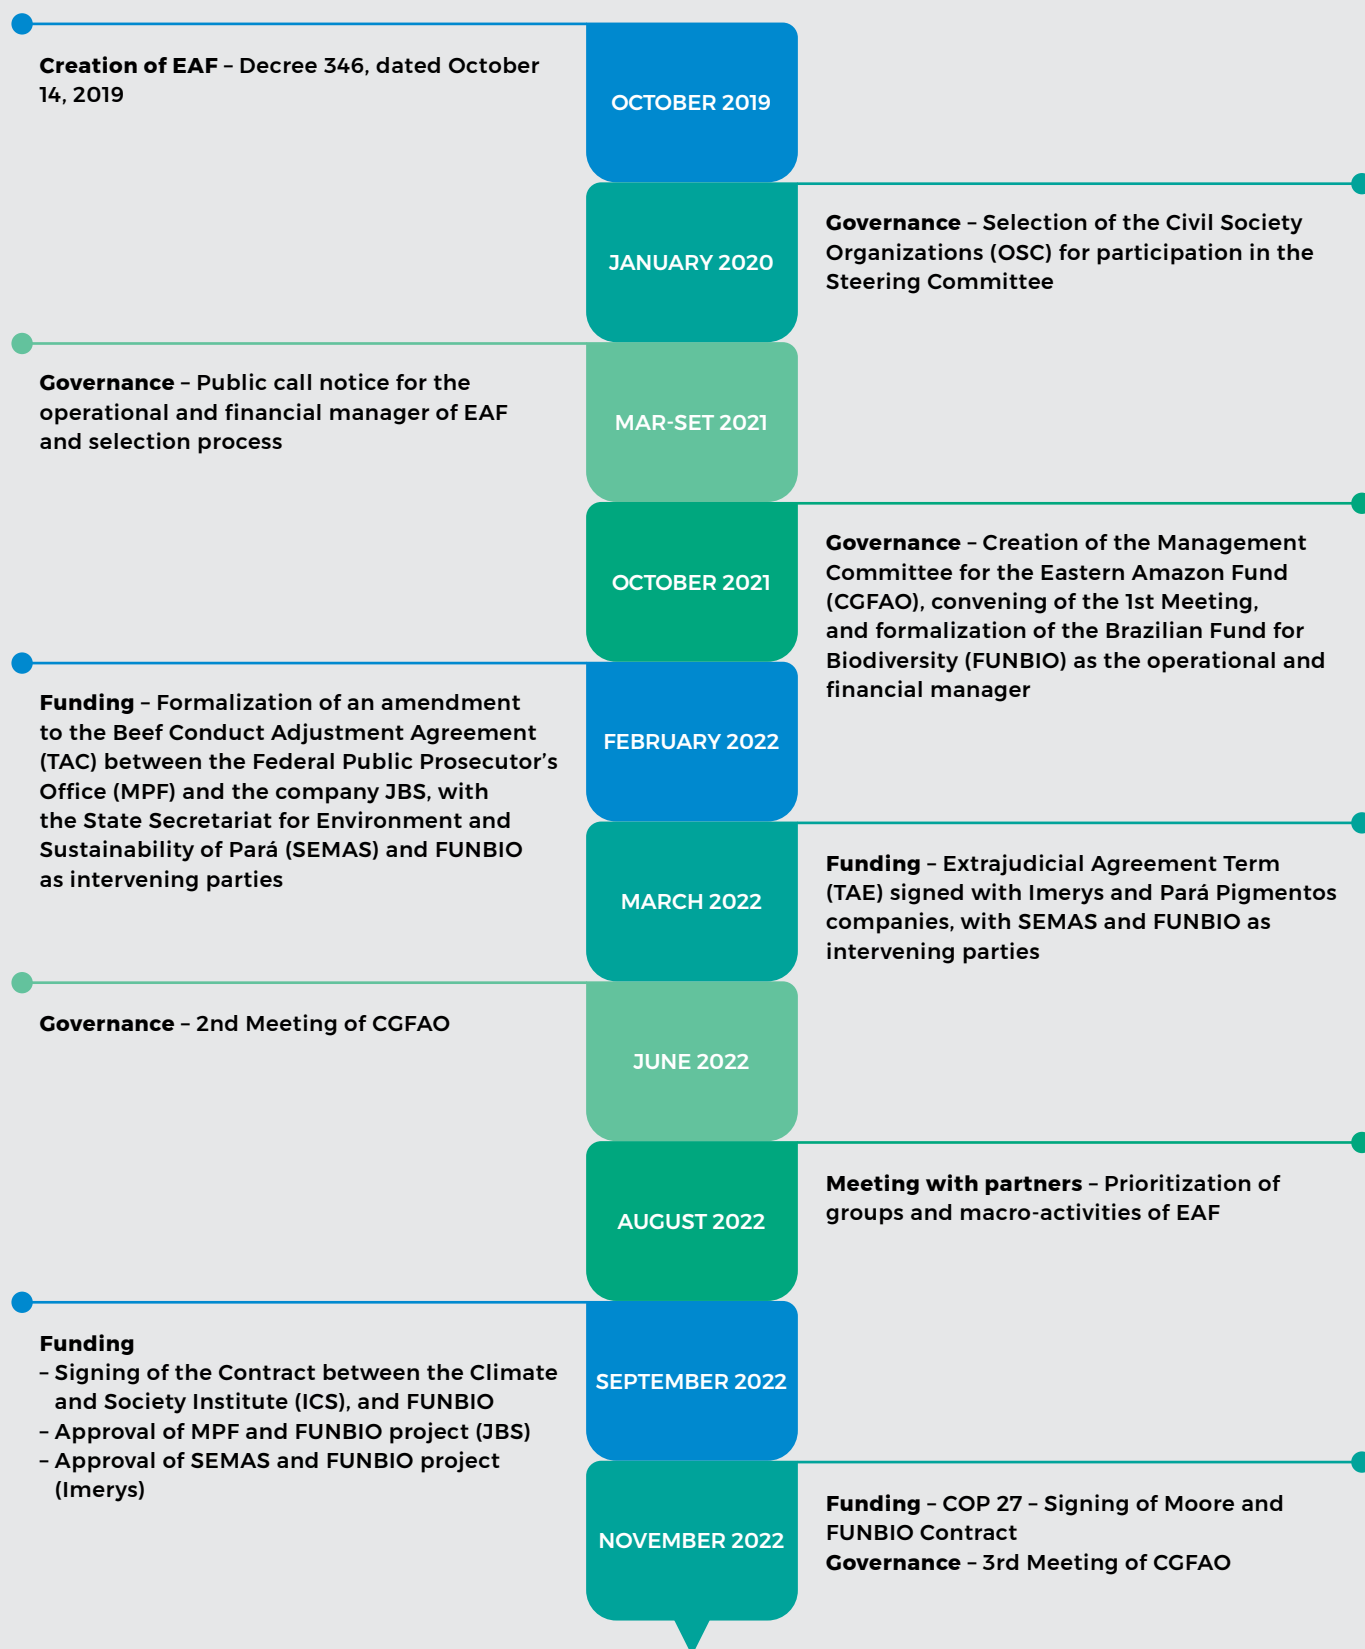 Creation of EAF – Decree 346, dated October
14, 2019
OCTOBER 2019
JANUARY 2020
Governance – Selection of the Civil Society
Organizations (OSC) for participation in the
Steering Committee
Governance – Public call notice for the
operational and financial manager of EAF
and selection process
MAR-SET 2021
OCTOBER 2021
Governance – Creation of the Management
Committee for the Eastern Amazon Fund
(CGFAO), convening of the 1st Meeting,
and formalization of the Brazilian Fund for
Biodiversity (FUNBIO) as the operational and
financial manager
Funding – Formalization of an amendment
to the Beef Conduct Adjustment Agreement
(TAC) between the Federal Public Prosecutor’s
Office (MPF) and the company JBS, with
the State Secretariat for Environment and
Sustainability of Pará (SEMAS) and FUNBIO
as intervening parties
FEBRUARY 2022
MARCH 2022
Funding – Extrajudicial Agreement Term
(TAE) signed with Imerys and Pará Pigmentos
companies, with SEMAS and FUNBIO as
intervening parties
Governance – 2nd Meeting of CGFAO
JUNE 2022
AUGUST 2022
Meeting with partners – Prioritization of
groups and macro-activities of EAF
Funding
– Signing of the Contract between the Climate
and Society Institute (ICS), and FUNBIO
– Approval of MPF and FUNBIO project (JBS)
– Approval of SEMAS and FUNBIO project
(Imerys)
SEPTEMBER 2022
NOVEMBER 2022
Funding – COP 27 – Signing of Moore and
FUNBIO Contract
Governance – 3rd Meeting of CGFAO